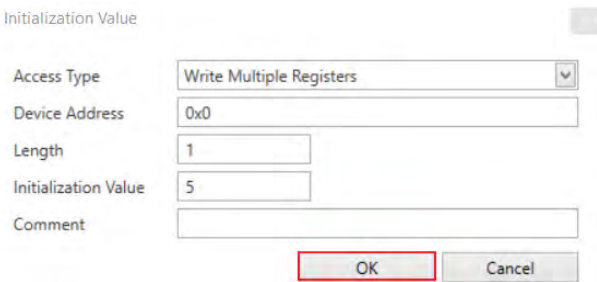 Initialization Value
Access Type Write Multiple Registers
Device Address 0x0
Length 1
Initialization Value 5
Comment
OK Cancel